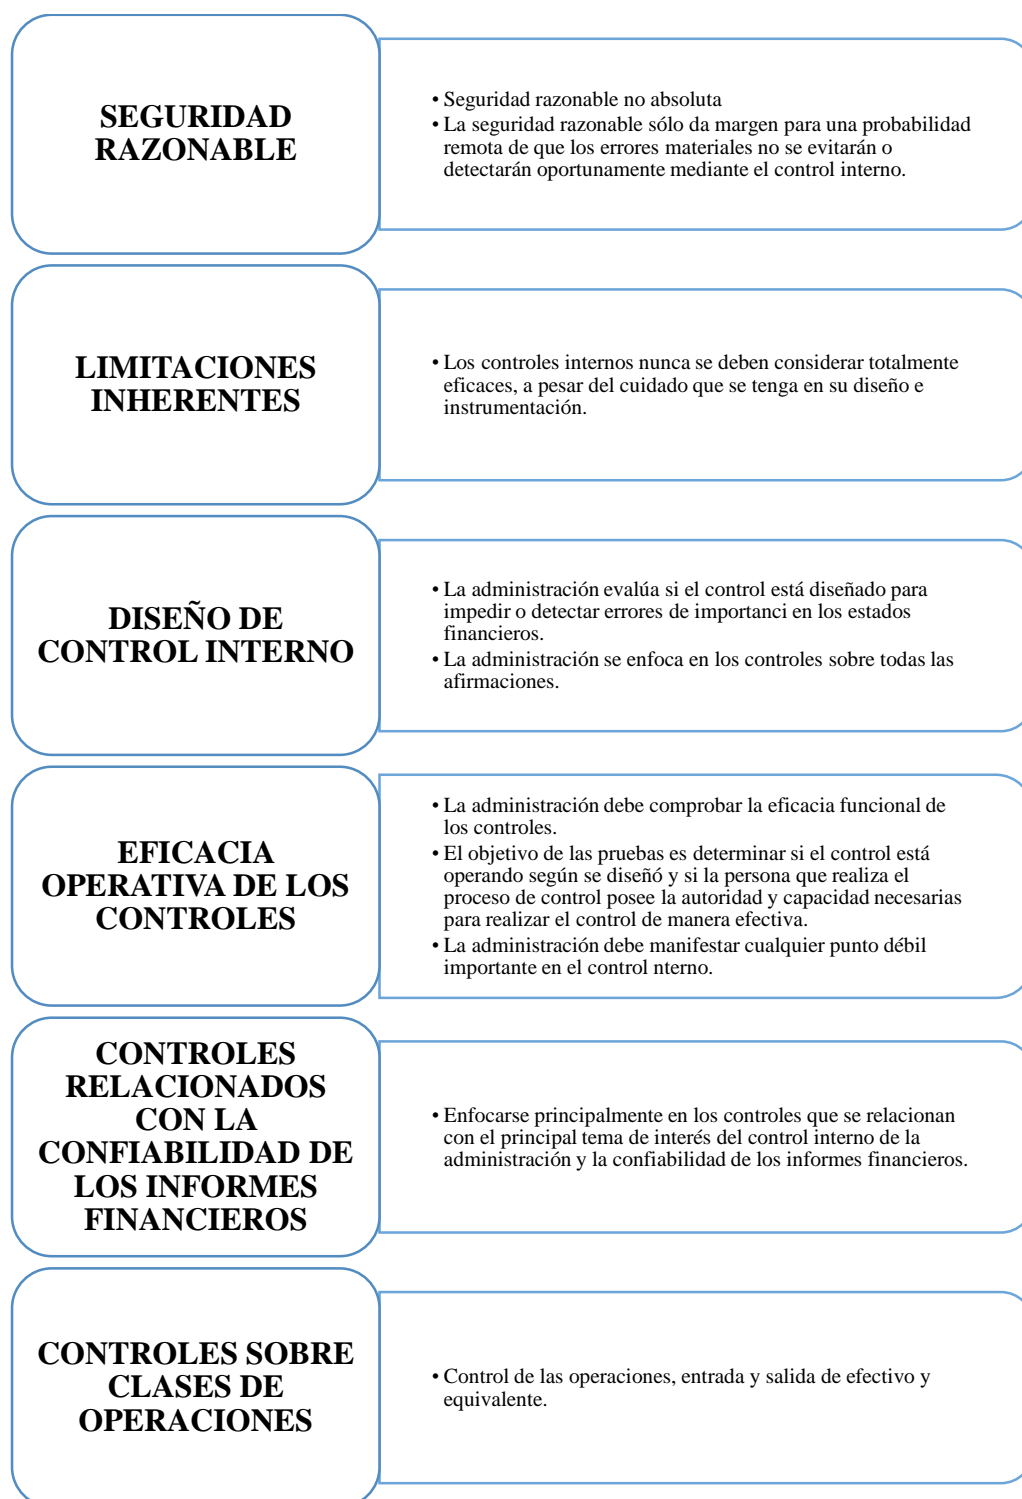 SEGURIDAD
RAZONABLE
• Seguridad razonable no absoluta
• La seguridad razonable sólo da margen para una probabilidad
remota de que los errores materiales no se evitarán o
detectarán oportunamente mediante el control interno.
LIMITACIONES
INHERENTES
• Los controles internos nunca se deben considerar totalmente
eficaces, a pesar del cuidado que se tenga en su diseño e
instrumentación.
DISEÑO DE
CONTROL INTERNO
• La administración evalúa si el control está diseñado para
impedir o detectar errores de importanci en los estados
financieros.
• La administración se enfoca en los controles sobre todas las
afirmaciones.
EFICACIA
OPERATIVA DE LOS
CONTROLES
• La administración debe comprobar la eficacia funcional de
los controles.
• El objetivo de las pruebas es determinar si el control está
operando según se diseñó y si la persona que realiza el
proceso de control posee la autoridad y capacidad necesarias
para realizar el control de manera efectiva.
• La administración debe manifestar cualquier punto débil
importante en el control nterno.
CONTROLES
RELACIONADOS
CON LA
CONFIABILIDAD DE
LOS INFORMES
FINANCIEROS
• Enfocarse principalmente en los controles que se relacionan
con el principal tema de interés del control interno de la
administración y la confiabilidad de los informes financieros.
CONTROLES SOBRE
CLASES DE
OPERACIONES
• Control de las operaciones, entrada y salida de efectivo y
equivalente.